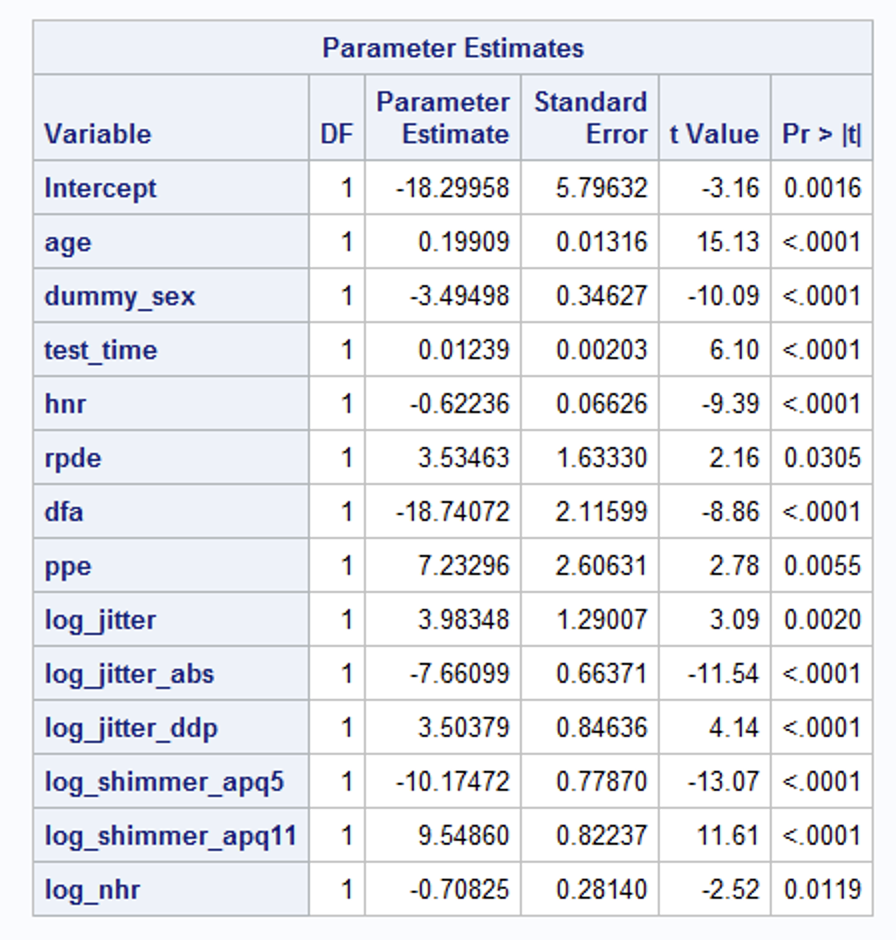 Parameter Estimates
Variable DF Parameter Estimate Standard Error t Value Pr > |t|
Intercept 1 -18.29958 5.79632 -3.16 0.0016
age 1 0.19909 0.01316 15.13 <.0001
dummy_sex 1 -3.49498 0.34627 -10.09 <.0001
test_time 1 0.01239 0.00203 6.10 <.0001
hnr 1 -0.62236 0.06626 -9.39 <.0001
rpde 1 3.53463 1.63330 2.16 0.0305
dfa 1 -18.74072 2.11599 -8.86 <.0001
ppe 1 7.23296 2.60631 2.78 0.0055
log_jitter 1 3.98348 1.29007 3.09 0.0020
log_jitter_abs 1 -7.66099 0.66371 -11.54 <.0001
log_jitter_ddp 1 3.50379 0.84636 4.14 <.0001
log_shimmer_apq5 1 -10.17472 0.77870 -13.07 <.0001
log_shimmer_apq11 1 9.54860 0.82237 11.61 <.0001
log_nhr 1 -0.70825 0.28140 -2.52 0.0119